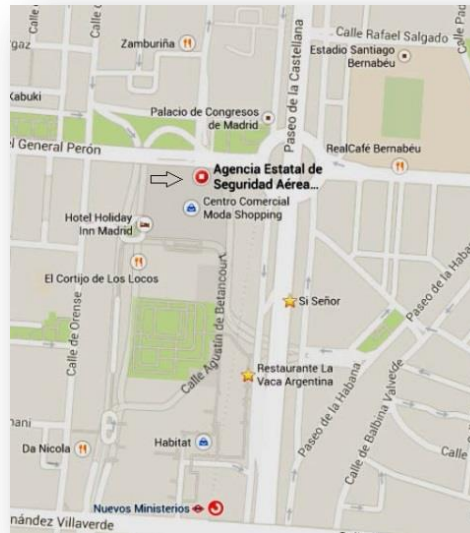 Calle
Calle Rafael Salgado
Zamburiña
Estadio Santiago
Bernabéu
Kabuki
Palacio de Congresos
de Madrid
Paseo de la Castellana
el General Perón
RealCafé Bernabéu
Agencia Estatal de
Seguridad Aérea...
Centro Comercial
Moda Shopping
Hotel Holiday
Inn Madrid
El Cortijo de Los Locos
Paseo de la Habana
Calle de Orense
Calle Agustín de Betancourt
Si Señor
Restaurante La
Vaca Argentina
Paseo de la Habana
Calle de Balbina Valverde
Da Nicola
Habitat
Calle
Nuevos Ministerios
nández Villaverde